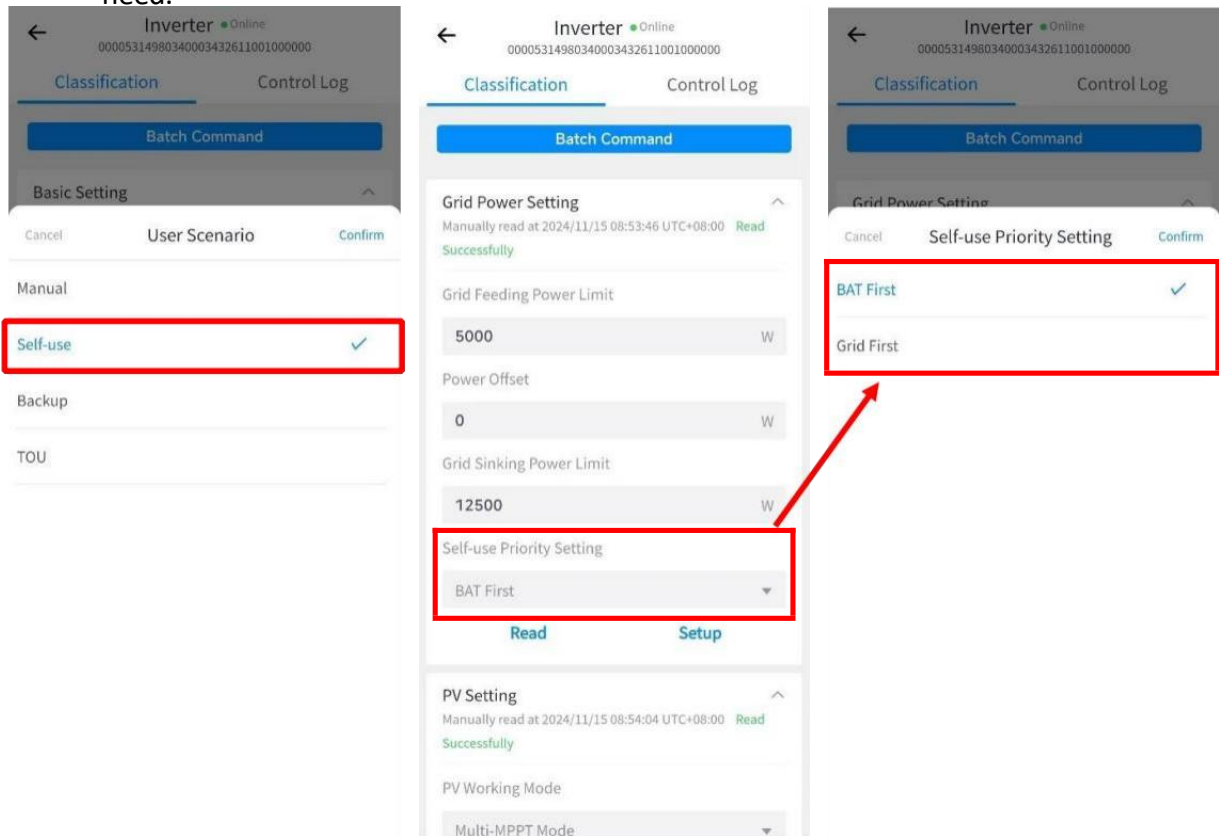 need.
Inverter Online
00005314980340003432611001000000
Classification Control Log
Batch Command
Basic Setting
Cancel User Scenario Confirm
Manual
Self-use
Backup
TOU
Inverter Online
00005314980340003432611001000000
Classification Control Log
Batch Command
Grid Power Setting
Manually read at 2024/11/15 08:53:46 UTC+08:00 Read
Successfully
Grid Feeding Power Limit
5000 W
Power Offset
0 W
Grid Sinking Power Limit
12500 W
Self-use Priority Setting
BAT First
Read Setup
PV Setting
Manually read at 2024/11/15 08:54:04 UTC+08:00 Read
Successfully
PV Working Mode
Multi-MPPT Mode
Inverter Online
00005314980340003432611001000000
Classification Control Log
Batch Command
Grid Power Setting
Cancel Self-use Priority Setting Confirm
BAT First
Grid First